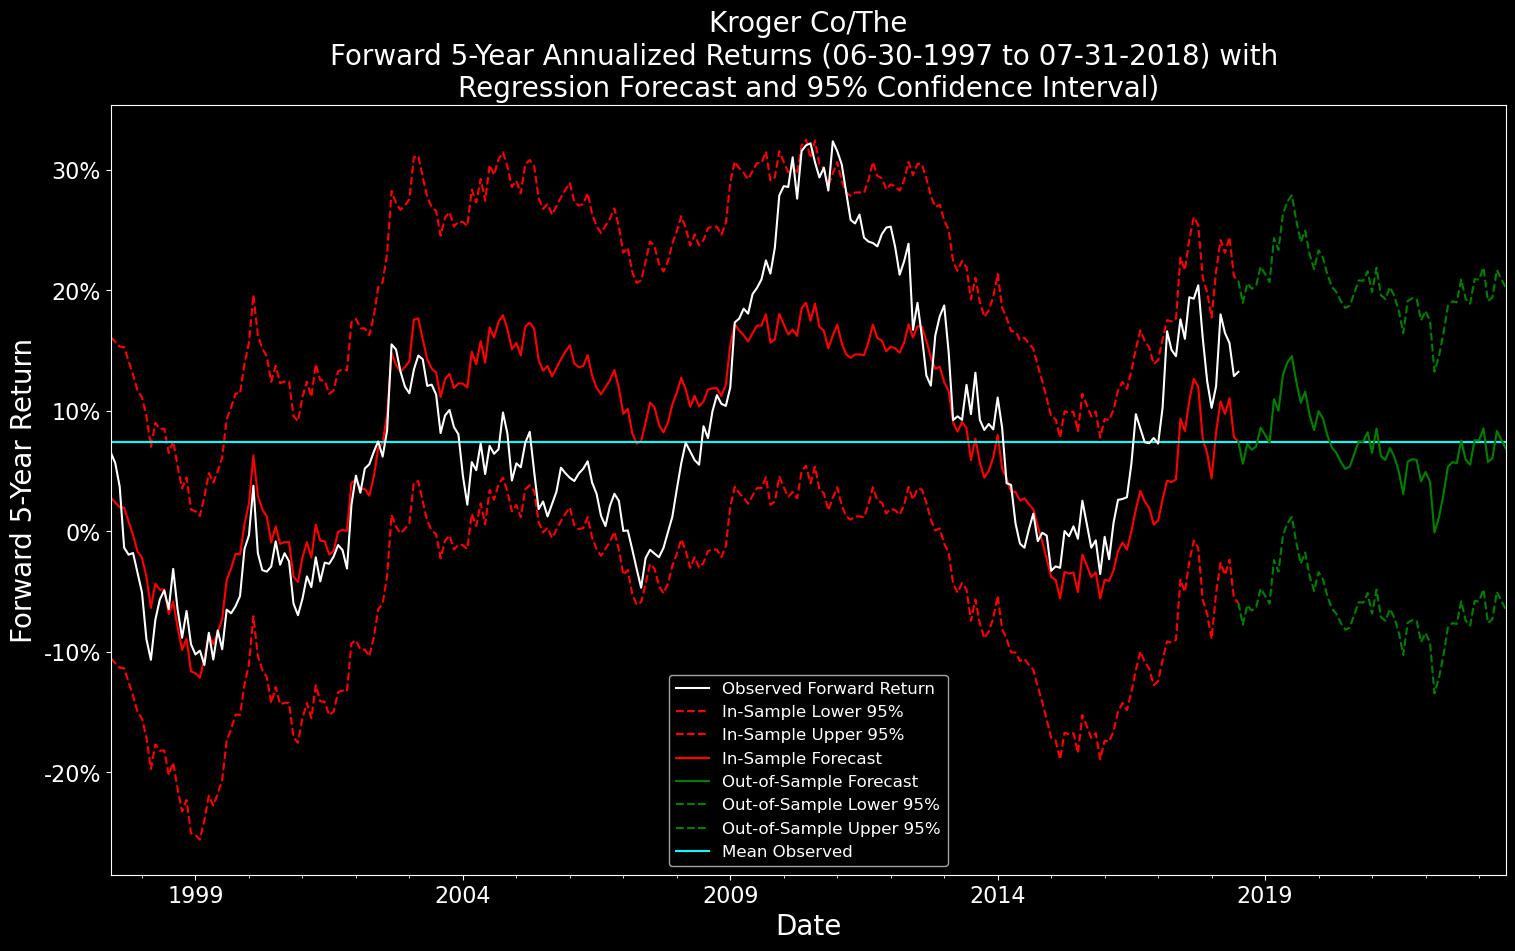 Kroger Co/The
Forward 5-Year Annualized Returns (06-30-1997 to 07-31-2018) with
Regression Forecast and 95% Confidence Interval)
Forward 5-Year Return
30%
20%
10%
0%
-10%
-20%
Observed Forward Return
In-Sample Lower 95%
In-Sample Upper 95%
In-Sample Forecast
Out-of-Sample Forecast
Out-of-Sample Lower 95%
Out-of-Sample Upper 95%
Mean Observed
1999 2004 2009 2014 2019
Date